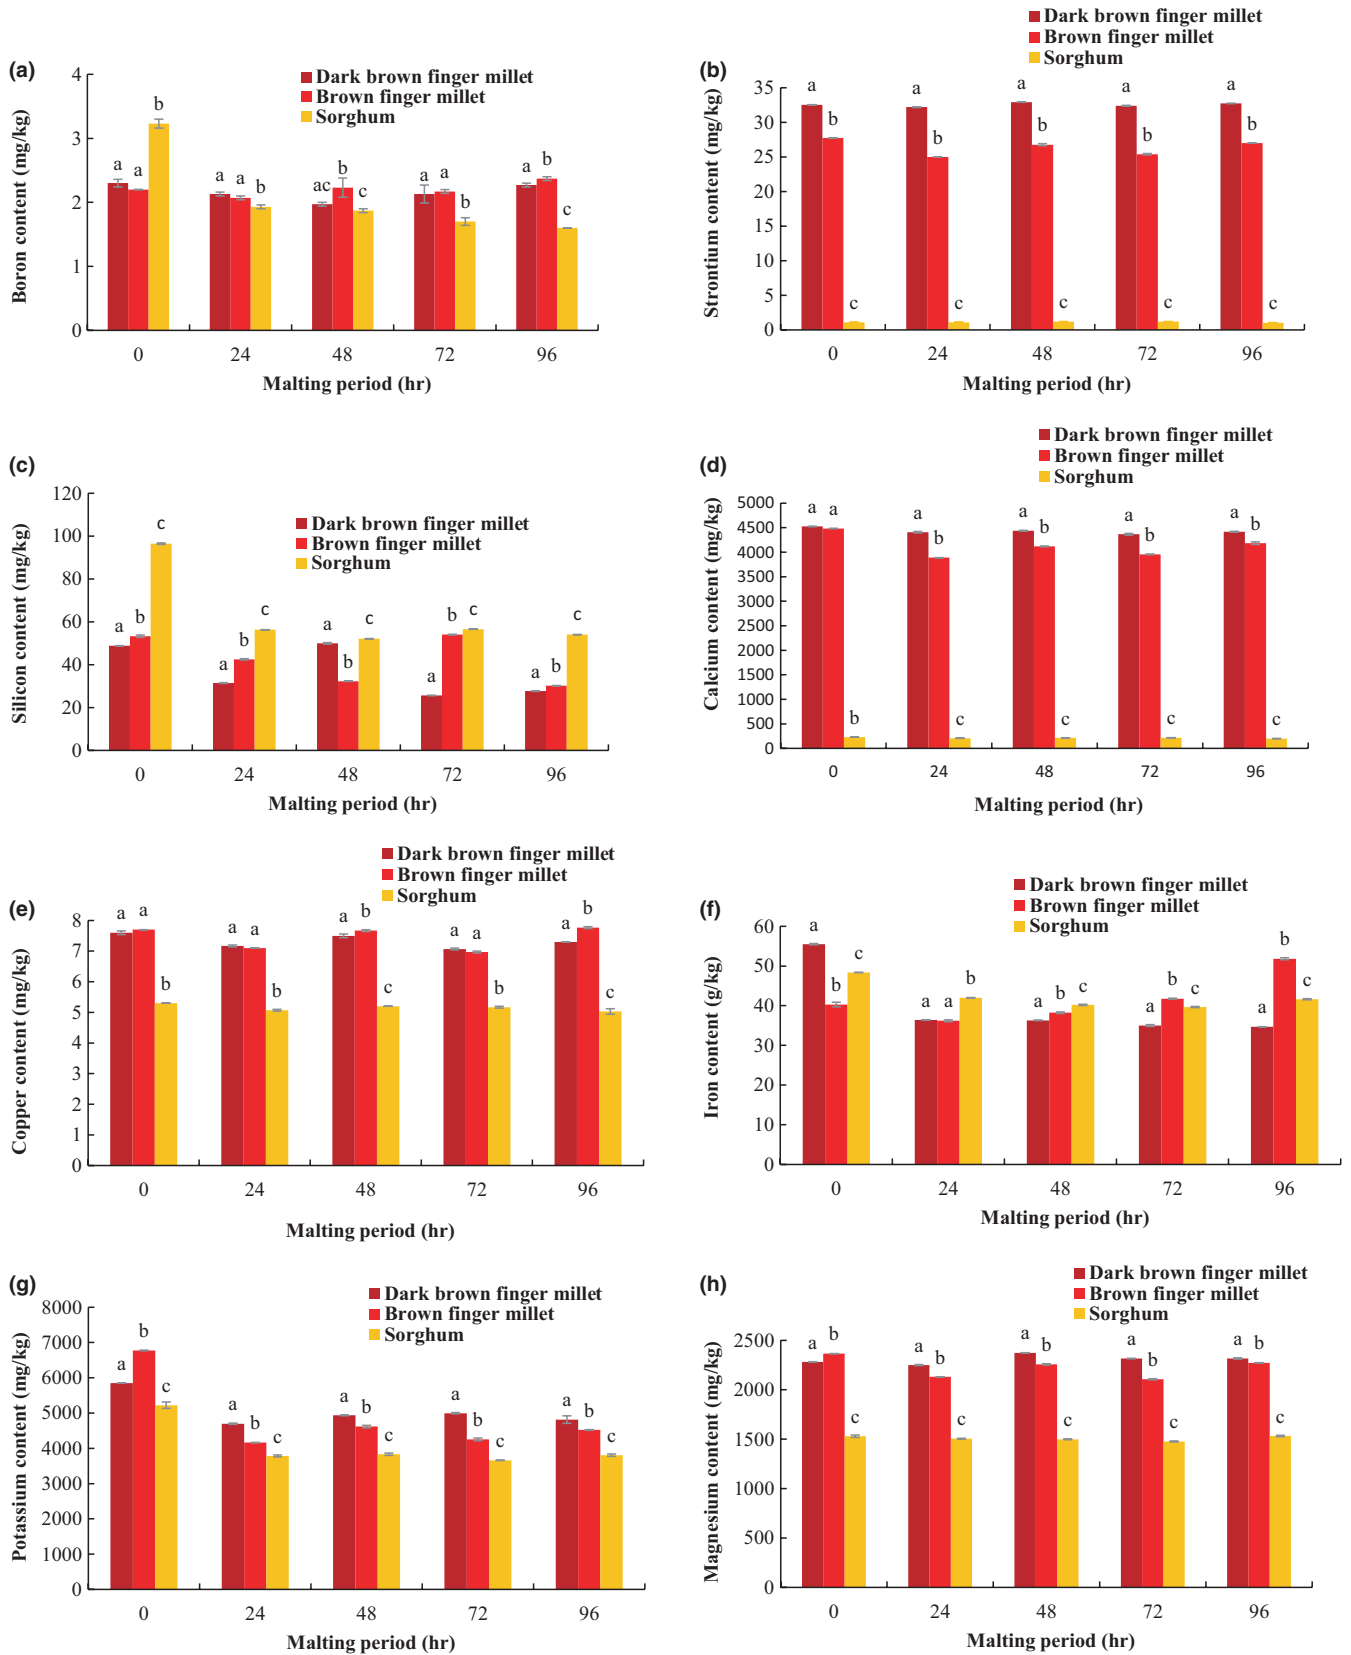 (a)
Dark brown finger millet
Brown finger millet
Sorghum
Boron content (mg/kg)
4
3
2
1
0
a a b
a a b
ac b c
a a b
a b c
0 24 48 72 96
Malting period (hr)
(b)
Dark brown finger millet
Brown finger millet
Sorghum
Strontium content (mg/kg)
35
30
25
20
15
10
5
0
a b c
a b c
a b c
a b c
a b c
0 24 48 72 96
Malting period (hr)
(c)
Dark brown finger millet
Brown finger millet
Sorghum
Silicon content (mg/kg)
120
100
80
60
40
20
0
a b c
a b c
a b c
a b c
a b c
0 24 48 72 96
Malting period (hr)
(d)
Dark brown finger millet
Brown finger millet
Sorghum
Calcium content (mg/kg)
5000
4500
4000
3500
3000
2500
2000
1500
1000
500
0
a a b
a b c
a b c
a b c
a b c
0 24 48 72 96
Malting period (hr)
(e)
Dark brown finger millet
Brown finger millet
Sorghum
Copper content (mg/kg)
8
7
6
5
4
3
2
1
0
a a b
a a b
a b c
a a b
a b c
0 24 48 72 96
Malting period (hr)
(f)
Dark brown finger millet
Brown finger millet
Sorghum
Iron content (g/kg)
60
50
40
30
20
10
0
a b c
a a b
a b c
a b c
a b c
0 24 48 72 96
Malting period (hr)
(g)
Dark brown finger millet
Brown finger millet
Sorghum
Potassium content (mg/kg)
8000
7000
6000
5000
4000
3000
2000
1000
0
a b c
a b c
a b c
a b c
a b c
0 24 48 72 96
Malting period (hr)
(h)
Dark brown finger millet
Brown finger millet
Sorghum
Magnesium content (mg/kg)
2500
2000
1500
1000
500
0
a b c
a b c
a b c
a b c
a b c
0 24 48 72 96
Malting period (hr)